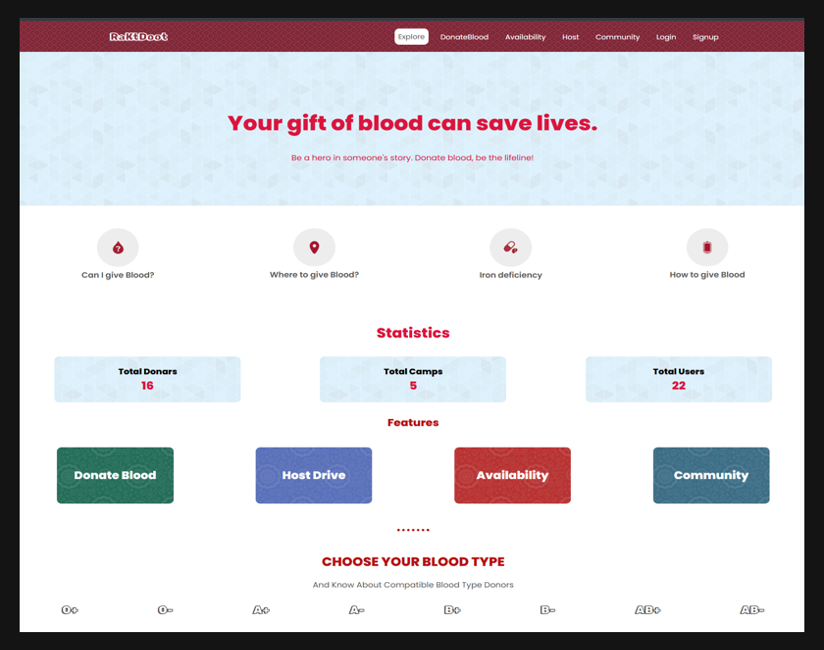 RaKtDoot
Explore DonateBlood Availability Host Community Login Signup
Your gift of blood can save lives.
Be a hero in someone's story. Donate blood, be the lifeline!
Can I give Blood? Where to give Blood? Iron deficiency How to give Blood
Statistics
Total Donars Total Camps Total Users
16 5 22
Features
Donate Blood Host Drive Availability Community
CHOOSE YOUR BLOOD TYPE
And Know About Compatible Blood Type Donors
O+ O- A+ A- B+ B- AB+ AB-